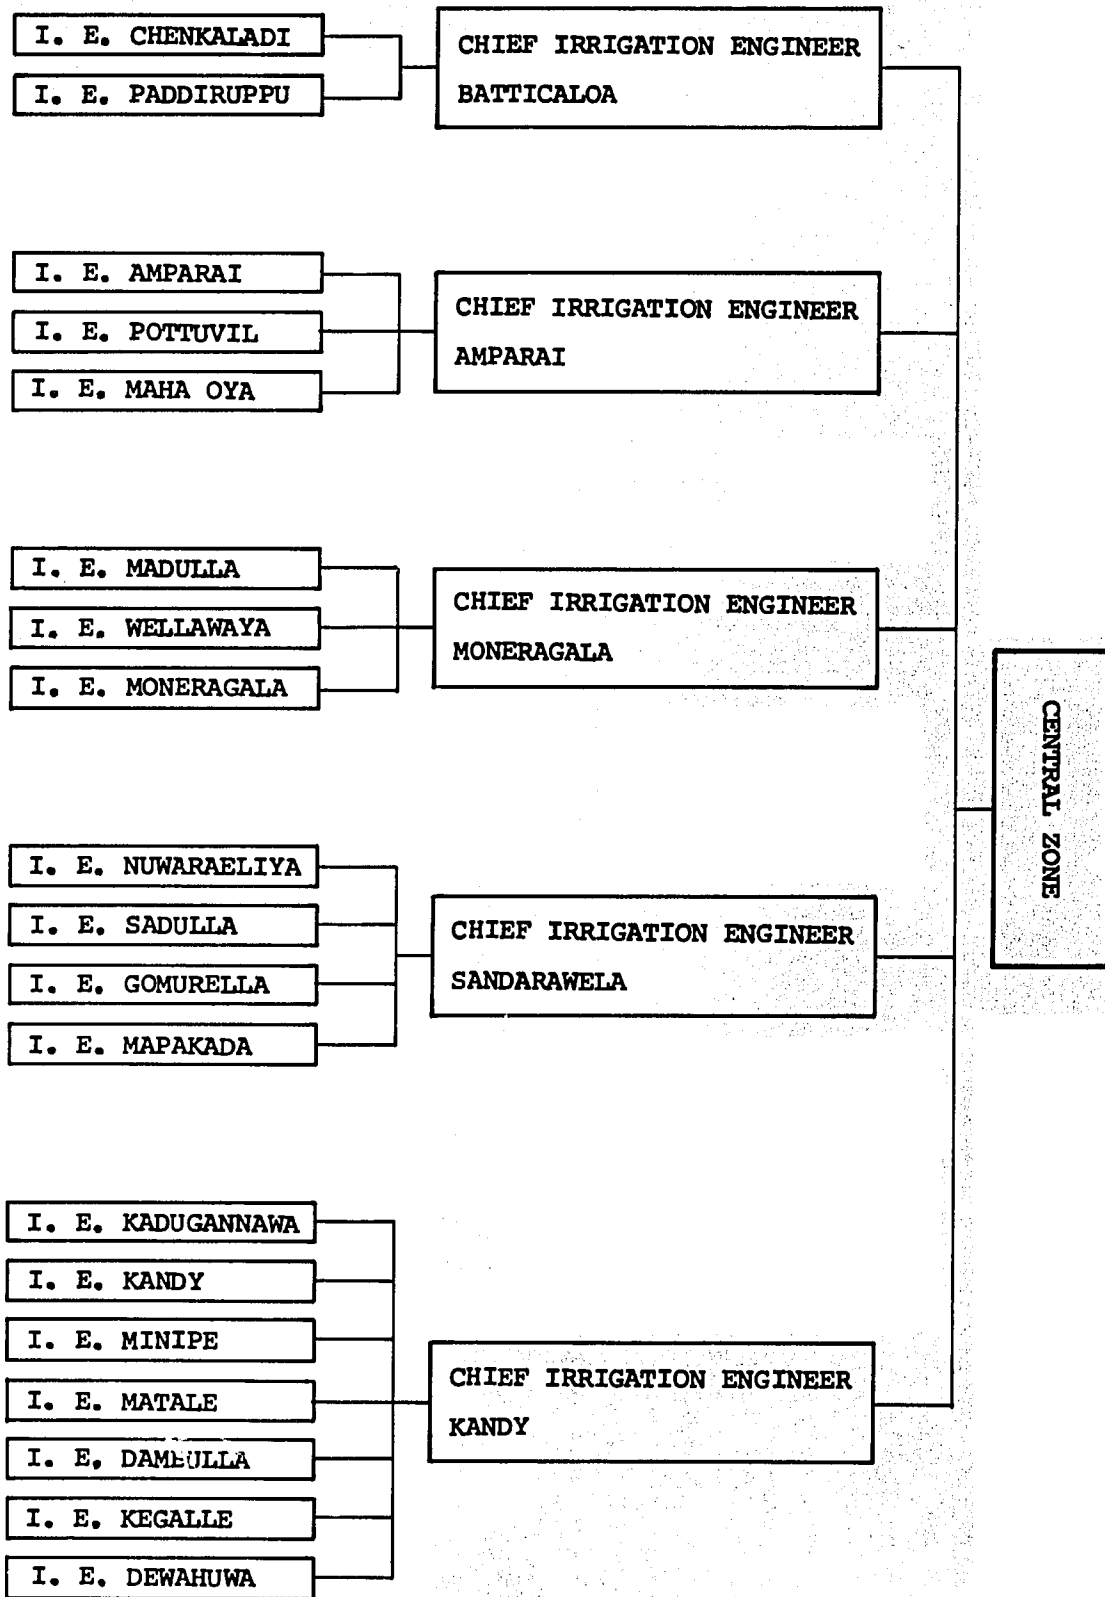 I. E. CHENKALADI
I. E. PADDIRUPPU
CHIEF IRRIGATION ENGINEER
BATTICALOA
I. E. AMPARAI
I. E. POTTUVIL
I. E. MAHA OYA
CHIEF IRRIGATION ENGINEER
AMPARAI
I. E. MADULLA
I. E. WELLAWAYA
I. E. MONERAGALA
CHIEF IRRIGATION ENGINEER
MONERAGALA
I. E. NUWARAELIYA
I. E. SADULLA
I. E. GOMURELLA
I. E. MAPAKADA
CHIEF IRRIGATION ENGINEER
SANDARAWELA
I. E. KADUGANNAWA
I. E. KANDY
I. E. MINIPE
I. E. MATALE
I. E. DAMBULLA
I. E. KEGALLE
I. E. DEWAHUWA
CHIEF IRRIGATION ENGINEER
KANDY
CENTRAL ZONE